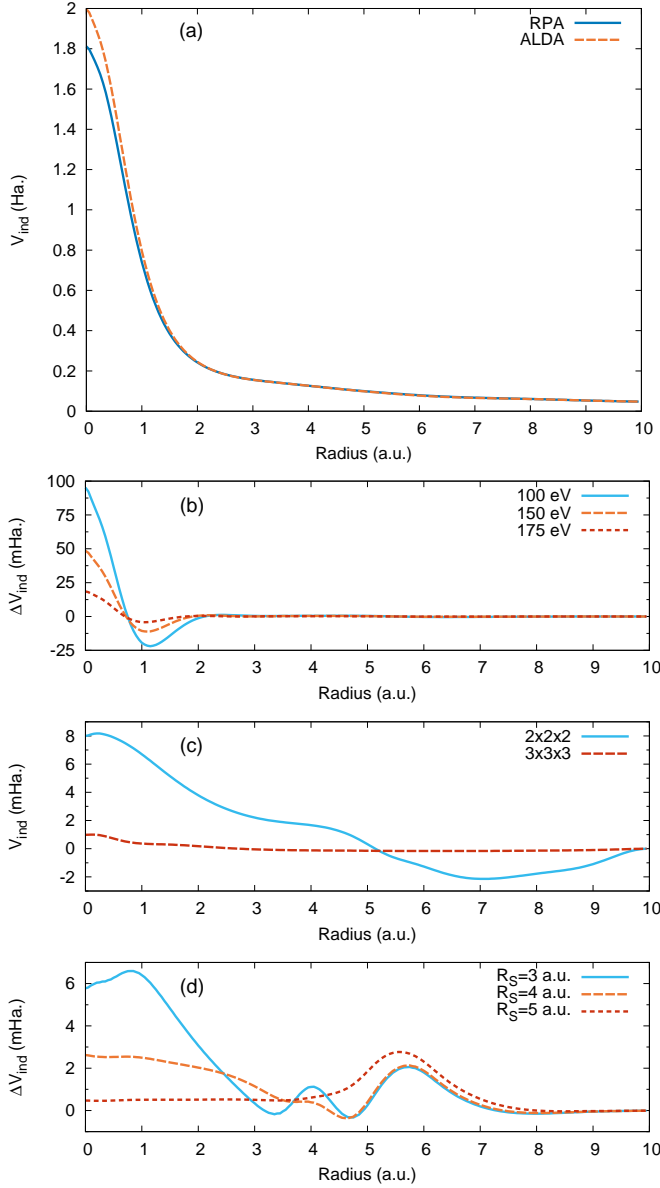 2
1.8
1.6
1.4
1.2
1
0.8
0.6
0.4
0.2
0
V_ind (Ha.)
(a)
RPA
ALDA
0 1 2 3 4 5 6 7 8 9 10
Radius (a.u.)
100
75
50
25
0
-25
ΔV_ind (mHa.)
(b)
100 eV
150 eV
175 eV
0 1 2 3 4 5 6 7 8 9 10
Radius (a.u.)
8
6
4
2
0
-2
V_ind (mHa.)
(c)
2x2x2
3x3x3
0 1 2 3 4 5 6 7 8 9 10
Radius (a.u.)
6
4
2
0
ΔV_ind (mHa.)
(d)
R_S=3 a.u.
R_S=4 a.u.
R_S=5 a.u.
0 1 2 3 4 5 6 7 8 9 10
Radius (a.u.)